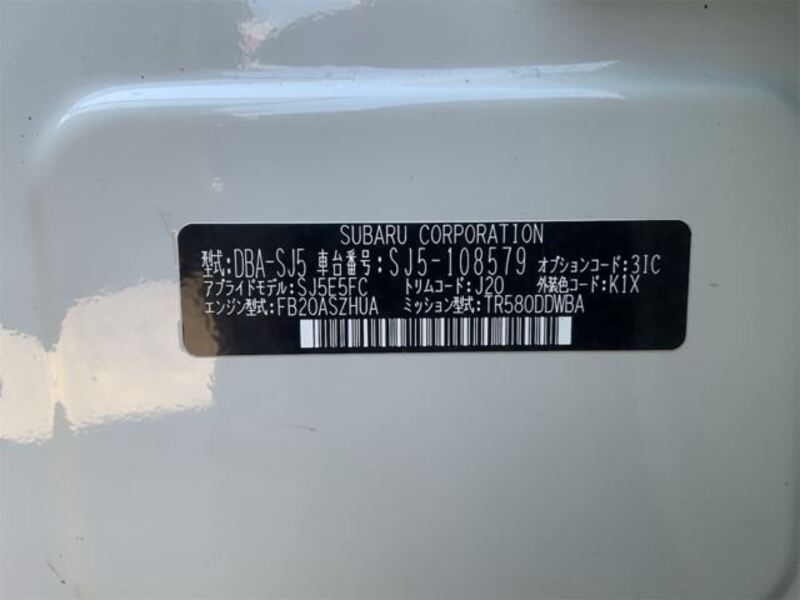 SUBARU CORPORATION
型式:DBA-SJ5 車台番号:SJ5-108579 オプションコード:3IC
アプライドモデル:SJ5E5FC トリムコード:J20 外装色コード:K1X
エンジン型式:FB20ASZHUA ミッション型式:TR580DDWBA